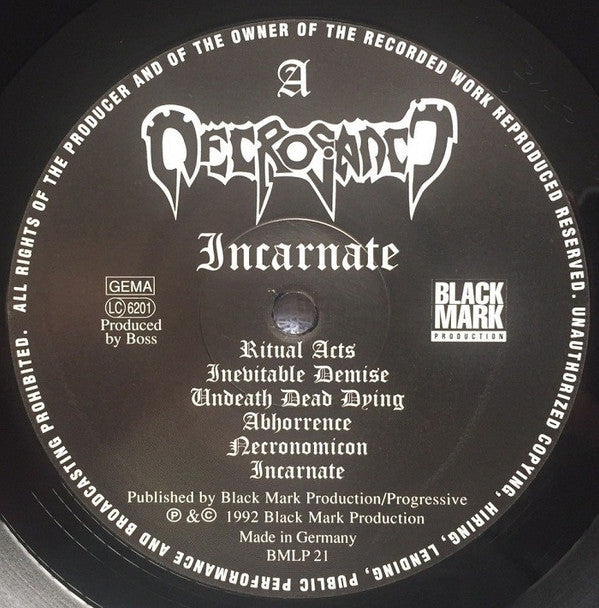 ALL RIGHTS OF THE PRODUCER AND OF THE OWNER OF THE RECORDED WORK REPRODUCED RESERVED. UNAUTHORIZED COPYING, HIRING, LENDING, PUBLIC PERFORMANCE AND BROADCASTING PROHIBITED.
A
NECROSANCT
Incarnate
GEMA
LC 6201
Produced
by Boss
BLACK
MARK
PRODUCTION
Ritual Acts
Inevitable Demise
Undeath Dead Dying
Abhorrence
Necronomicon
Incarnate
Published by Black Mark Production/Progressive
℗ &© 1992 Black Mark Production
Made in Germany
BMLP 21